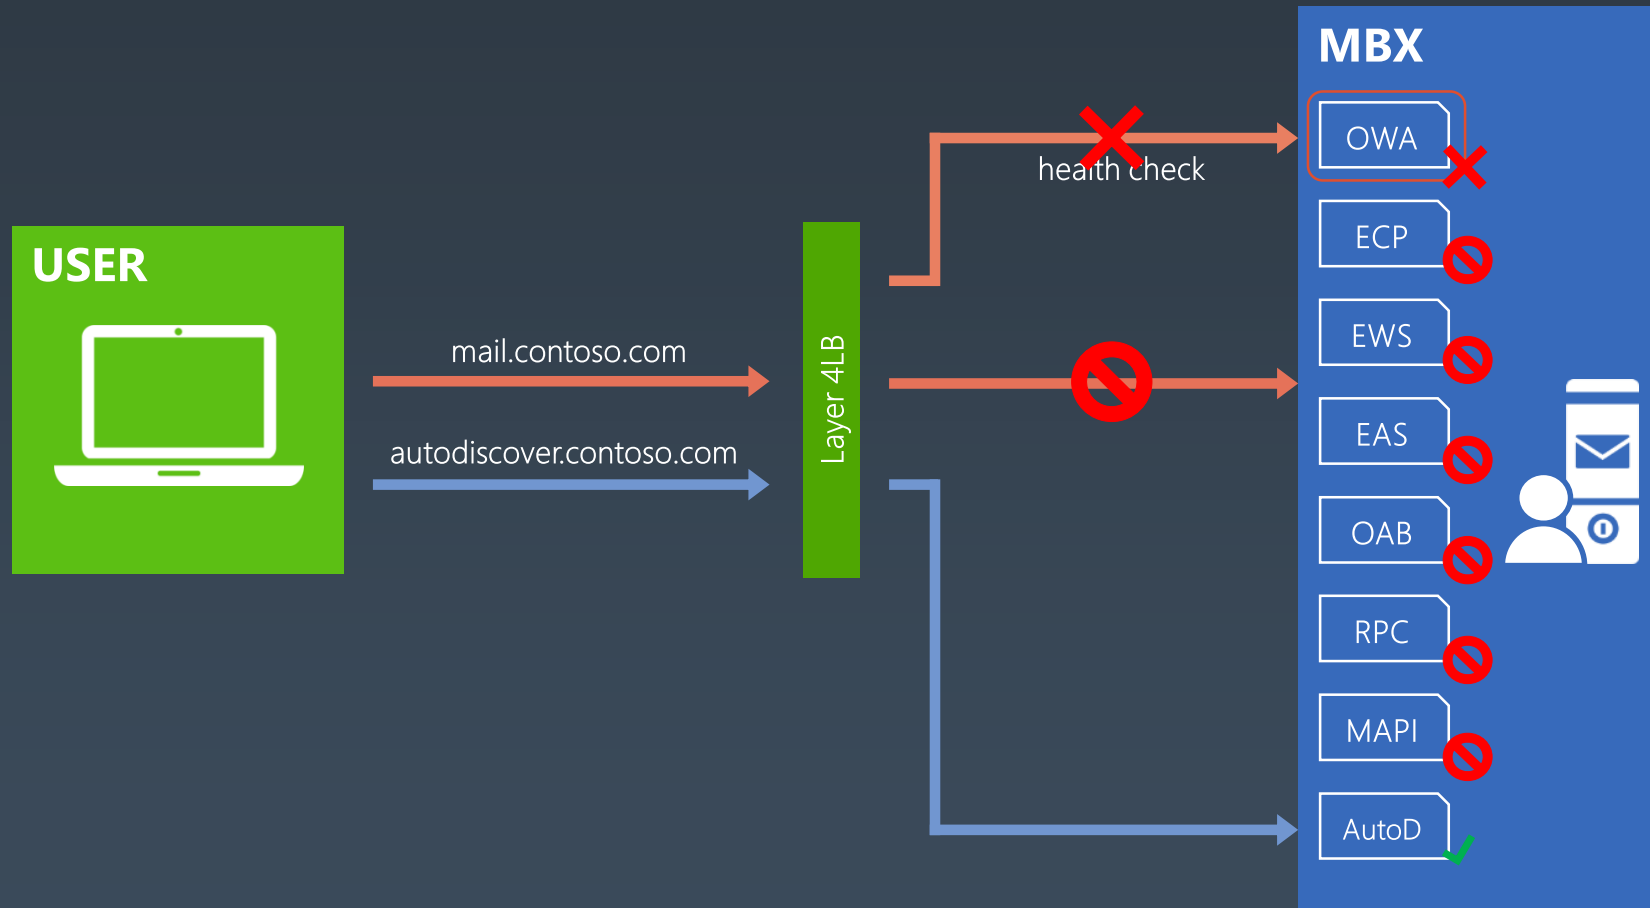 MBX
OWA
health check
ECP
USER
mail.contoso.com
Layer 4LB
EWS
autodiscover.contoso.com
EAS
OAB
RPC
MAPI
AutoD